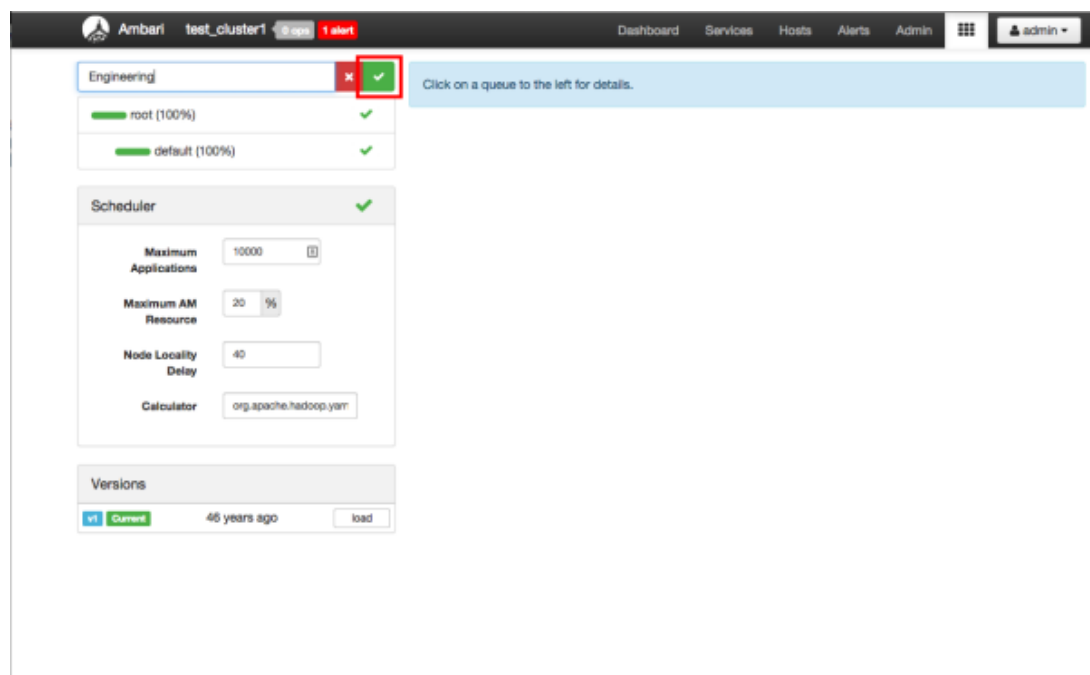 Ambari test_cluster1 0 ops 1 alert Dashboard Services Hosts Alerts Admin admin
Engineering
Click on a queue to the left for details.
root (100%)
default (100%)
Scheduler
Maximum Applications 10000
Maximum AM Resource 20 %
Node Locality Delay 40
Calculator org.apache.hadoop.yarn
Versions
v1 Current 46 years ago load